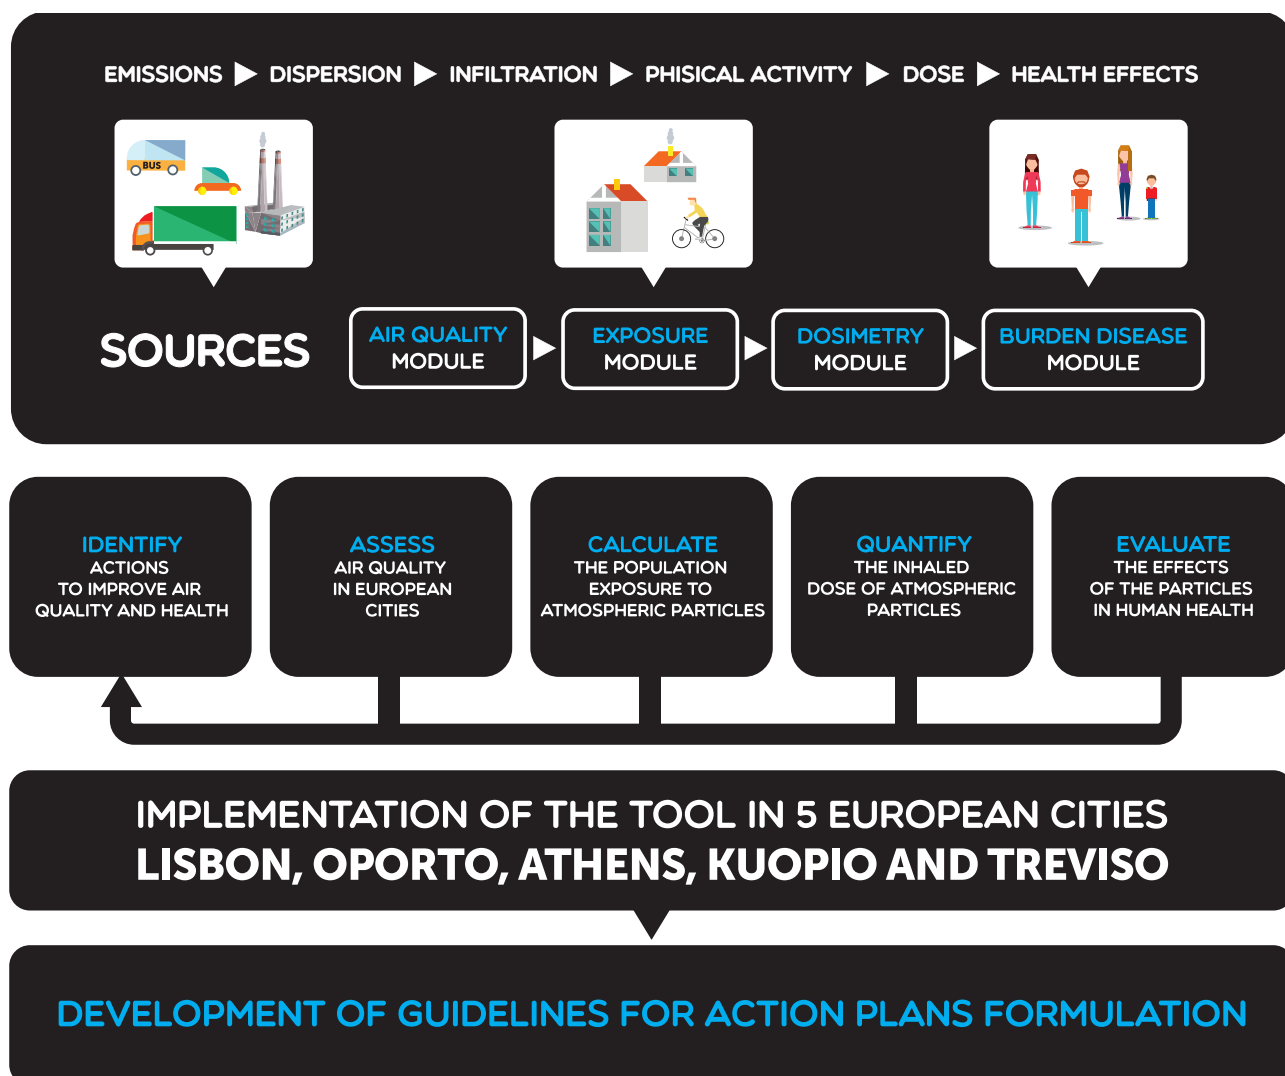 EMISSIONS DISPERSION INFILTRATION PHISICAL ACTIVITY DOSE HEALTH EFFECTS
BUS
SOURCES
AIR QUALITY
MODULE
EXPOSURE
MODULE
DOSIMETRY
MODULE
BURDEN DISEASE
MODULE
IDENTIFY
ACTIONS
TO IMPROVE AIR
QUALITY AND HEALTH
ASSESS
AIR QUALITY
IN EUROPEAN
CITIES
CALCULATE
THE POPULATION
EXPOSURE TO
ATMOSPHERIC PARTICLES
QUANTIFY
THE INHALED
DOSE OF ATMOSPHERIC
PARTICLES
EVALUATE
THE EFFECTS
OF THE PARTICLES
IN HUMAN HEALTH
IMPLEMENTATION OF THE TOOL IN 5 EUROPEAN CITIES
LISBON, OPORTO, ATHENS, KUOPIO AND TREVISO
DEVELOPMENT OF GUIDELINES FOR ACTION PLANS FORMULATION